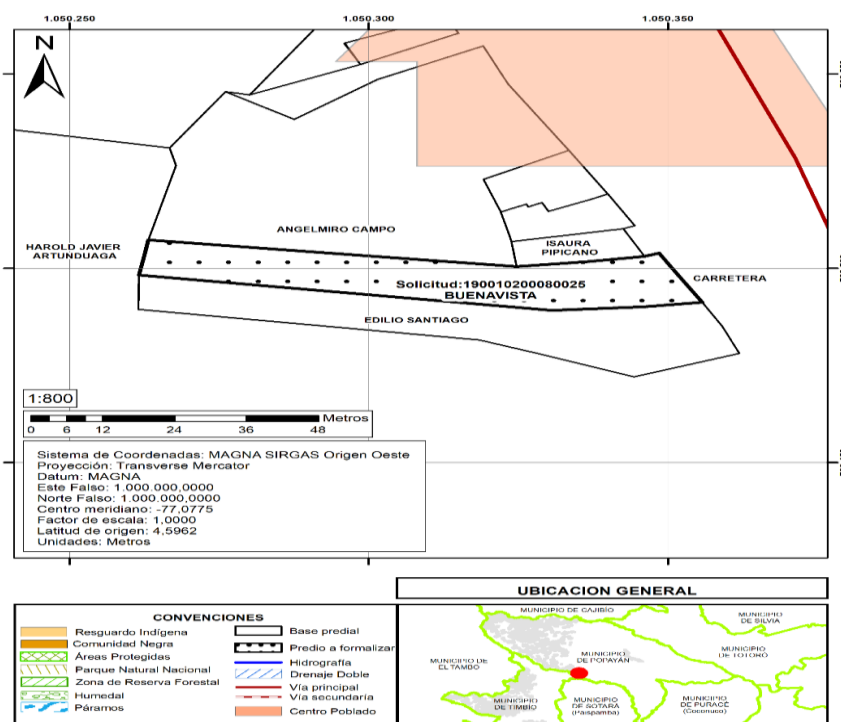 1.050.250
1.050.300
1.050.350
N
ANGELMIRO CAMPO
HAROLD JAVIER
ARTUNDUAGA
ISAURA
PIPICANO
CARRETERA
Solicitud:190010200080025
BUENAVISTA
EDILIO SANTIAGO
1:800
Metros
0 6 12 24 36 48
Sistema de Coordenadas: MAGNA SIRGAS Origen Oeste
Proyección: Transverse Mercator
Datum: MAGNA
Este Falso: 1.000.000,0000
Norte Falso: 1.000.000,0000
Centro meridiano: -77,0775
Factor de escala: 1,0000
Latitud de origen: 4,5962
Unidades: Metros
UBICACION GENERAL
CONVENCIONES
Resguardo Indígena
Comunidad Negra
Áreas Protegidas
Parque Natural Nacional
Zona de Reserva Forestal
Humedal
Páramos
Base predial
Predio a formalizar
Hidrografía
Drenaje Doble
Vía principal
Vía secundaría
Centro Poblado
MUNICIPIO DE CAJIBÍO
MUNICIPIO
DE SILVIA
MUNICIPIO
DE TOTORÓ
MUNICIPIO
DE POPAYÁN
MUNICIPIO DE
EL TAMBO
MUNICIPIO
DE TIMBÍO
MUNICIPIO
DE SOTARÁ
(Paispamba)
MUNICIPIO
DE PURACÉ
(Coconuco)